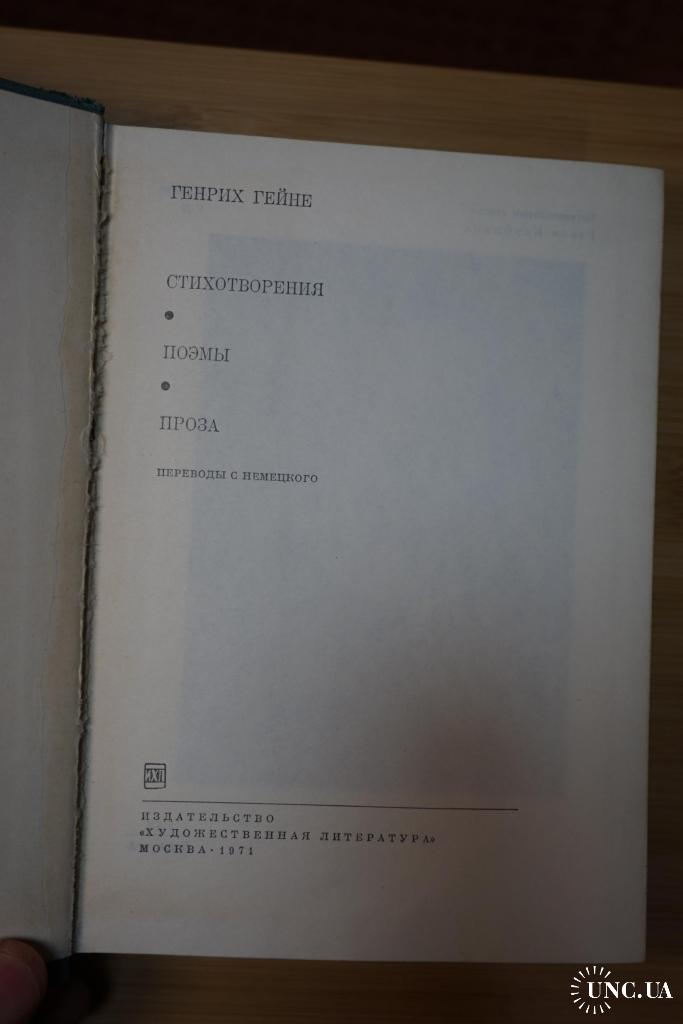 ГЕНРИХ ГЕЙНЕ
СТИХОТВОРЕНИЯ
•
ПОЭМЫ
•
ПРОЗА
ПЕРЕВОДЫ С НЕМЕЦКОГО
ИЗДАТЕЛЬСТВО
«ХУДОЖЕСТВЕННАЯ ЛИТЕРАТУРА»
МОСКВА · 1971
UNC.UA